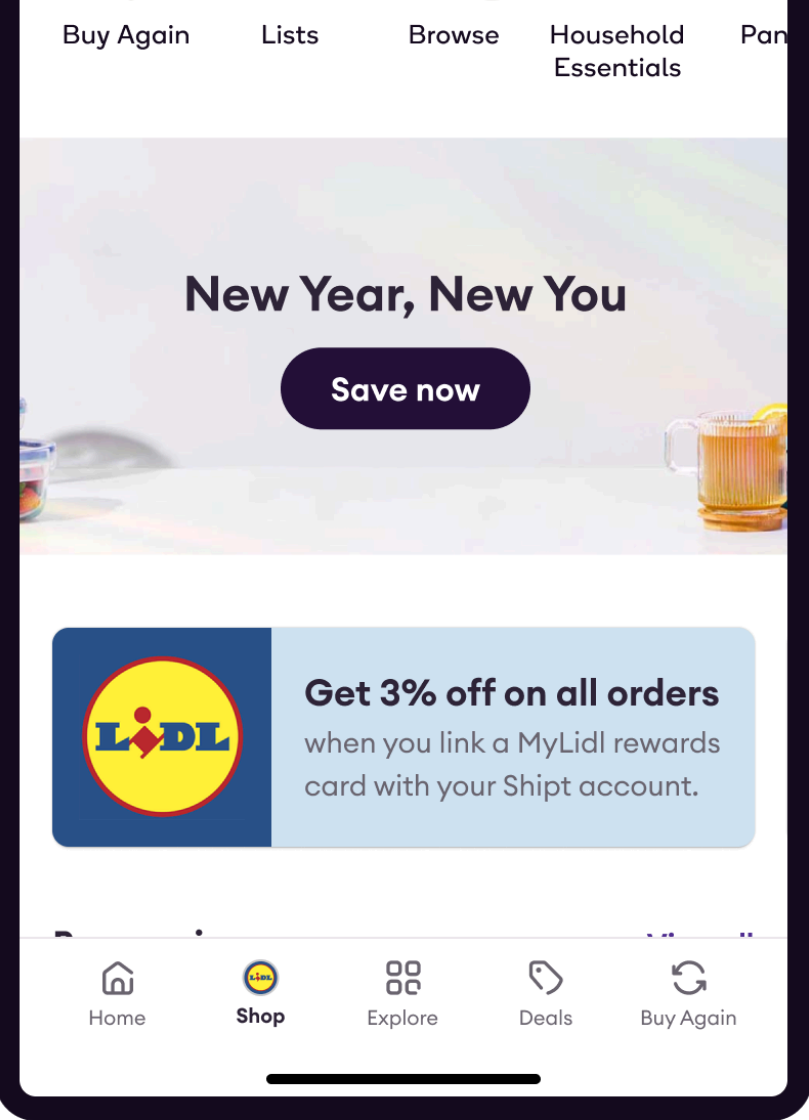 Buy Again
Lists
Browse
Household
Essentials
New Year, New You
Save now
LIDL
Get 3% off on all orders
when you link a MyLidl rewards
card with your Shipt account.
Home
LIDL
Shop
Explore
Deals
Buy Again